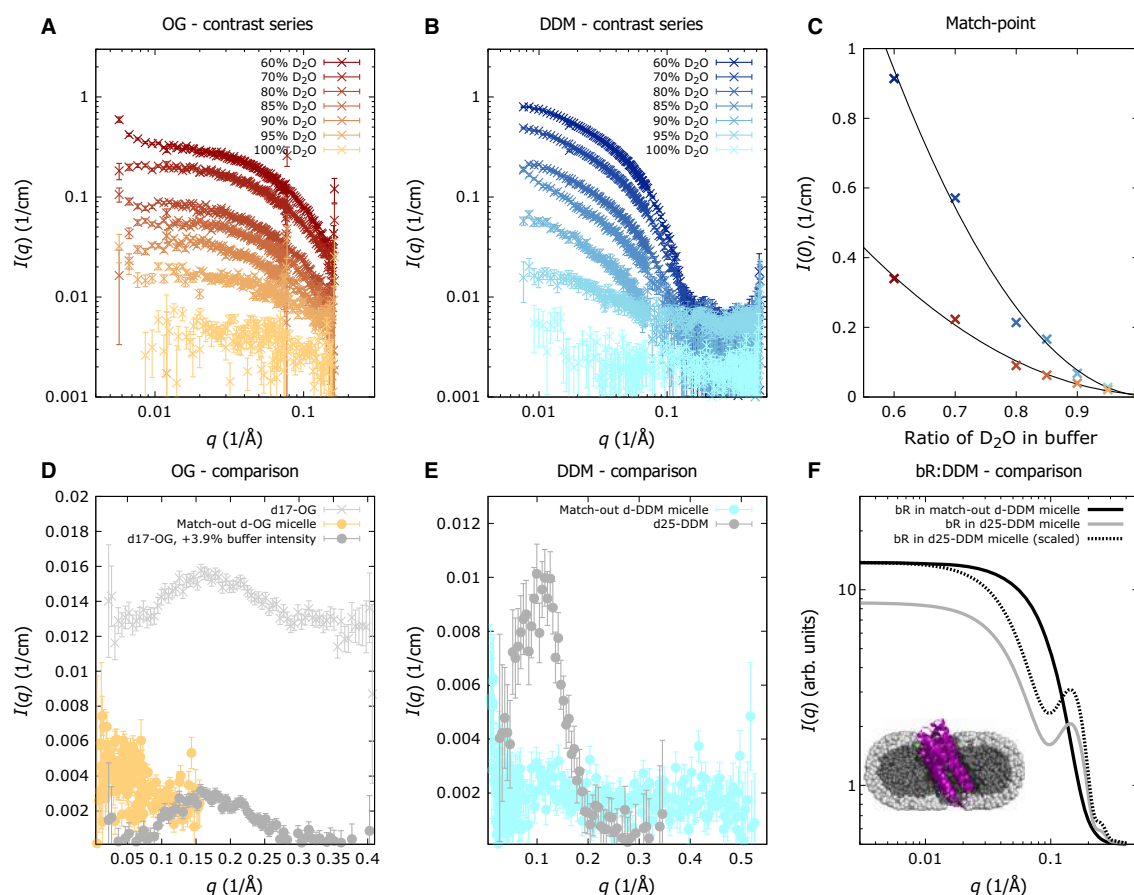 A
OG - contrast series
60% D₂O
70% D₂O
80% D₂O
85% D₂O
90% D₂O
95% D₂O
100% D₂O
I(q) (1/cm)
1
0.1
0.01
0.001
0.01
0.1
q (1/Å)
B
DDM - contrast series
60% D₂O
70% D₂O
80% D₂O
85% D₂O
90% D₂O
95% D₂O
100% D₂O
I(q) (1/cm)
1
0.1
0.01
0.001
0.01
0.1
q (1/Å)
C
Match-point
I(0), (1/cm)
1
0.8
0.6
0.4
0.2
0
0.6
0.7
0.8
0.9
Ratio of D₂O in buffer
D
OG - comparison
d17-OG
Match-out d-OG micelle
d17-OG, +3.9% buffer intensity
I(q) (1/cm)
0.02
0.018
0.016
0.014
0.012
0.01
0.008
0.006
0.004
0.002
0.05
0.1
0.15
0.2
0.25
0.3
0.35
0.4
q (1/Å)
E
DDM - comparison
Match-out d-DDM micelle
d25-DDM
I(q) (1/cm)
0.012
0.01
0.008
0.006
0.004
0.002
0.1
0.2
0.3
0.4
0.5
q (1/Å)
F
bR:DDM - comparison
bR in match-out d-DDM micelle
bR in d25-DDM micelle
bR in d25-DDM micelle (scaled)
I(q) (arb. units)
10
1
0.01
0.1
q (1/Å)